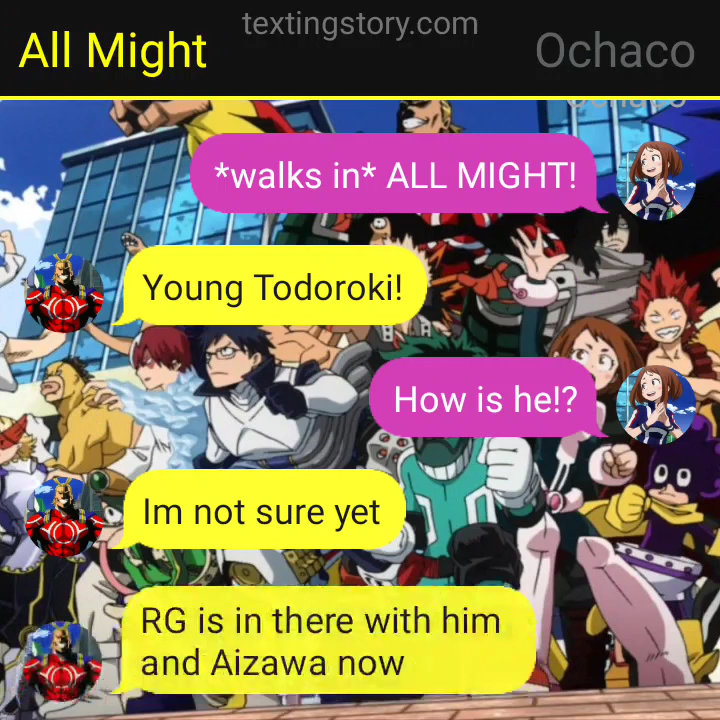 textingstory.com
All Might
Ochaco
*walks in* ALL MIGHT!
Young Todoroki!
How is he!?
Im not sure yet
RG is in there with him
and Aizawa now